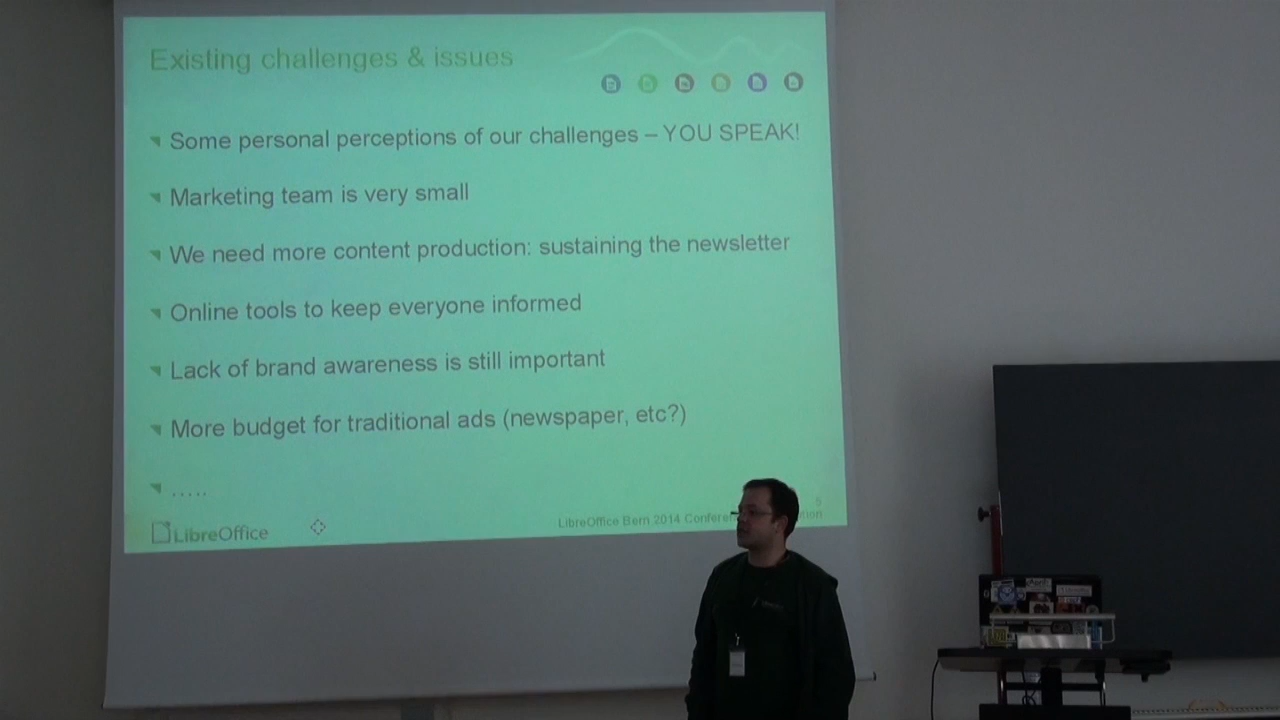 Existing challenges & issues
Some personal perceptions of our challenges – YOU SPEAK!
Marketing team is very small
We need more content production: sustaining the newsletter
Online tools to keep everyone informed
Lack of brand awareness is still important
More budget for traditional ads (newspaper, etc?)
.....
5
LibreOffice
LibreOffice Bern 2014 Confere